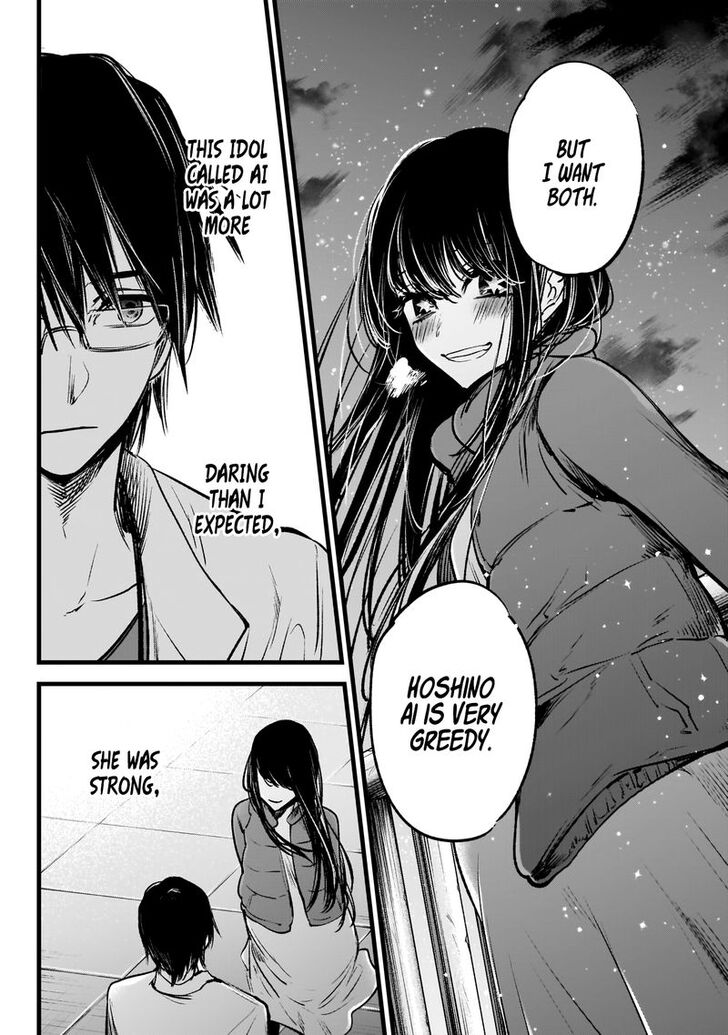 BUT
I WANT
BOTH.
HOSHINO
AI IS VERY
GREEDY.
THIS IDOL
CALLED AI
WAS A LOT
MORE
DARING
THAN I
EXPECTED,
SHE WAS
STRONG,